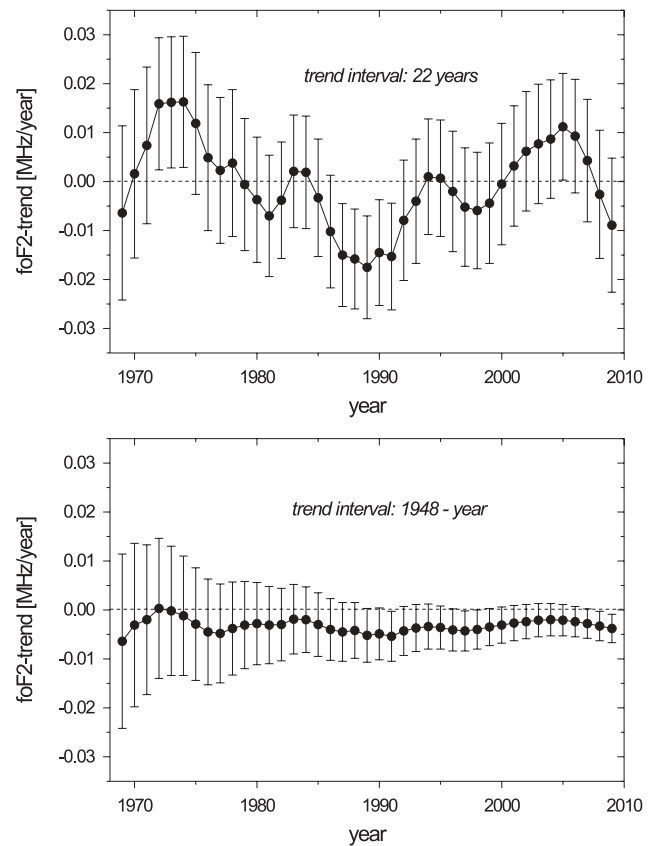 0.03
0.02
0.01
0.00
-0.01
-0.02
-0.03
foF2-trend [MHz/year]
trend interval: 22 years
1970 1980 1990 2000 2010
year
0.03
0.02
0.01
0.00
-0.01
-0.02
-0.03
foF2-trend [MHz/year]
trend interval: 1948 - year
1970 1980 1990 2000 2010
year